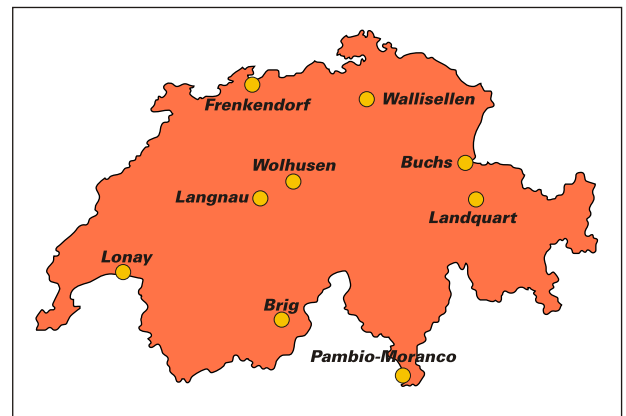 Frenkendorf
Wallisellen
Wolhusen
Buchs
Langnau
Landquart
Lonay
Brig
Pambio-Moranco